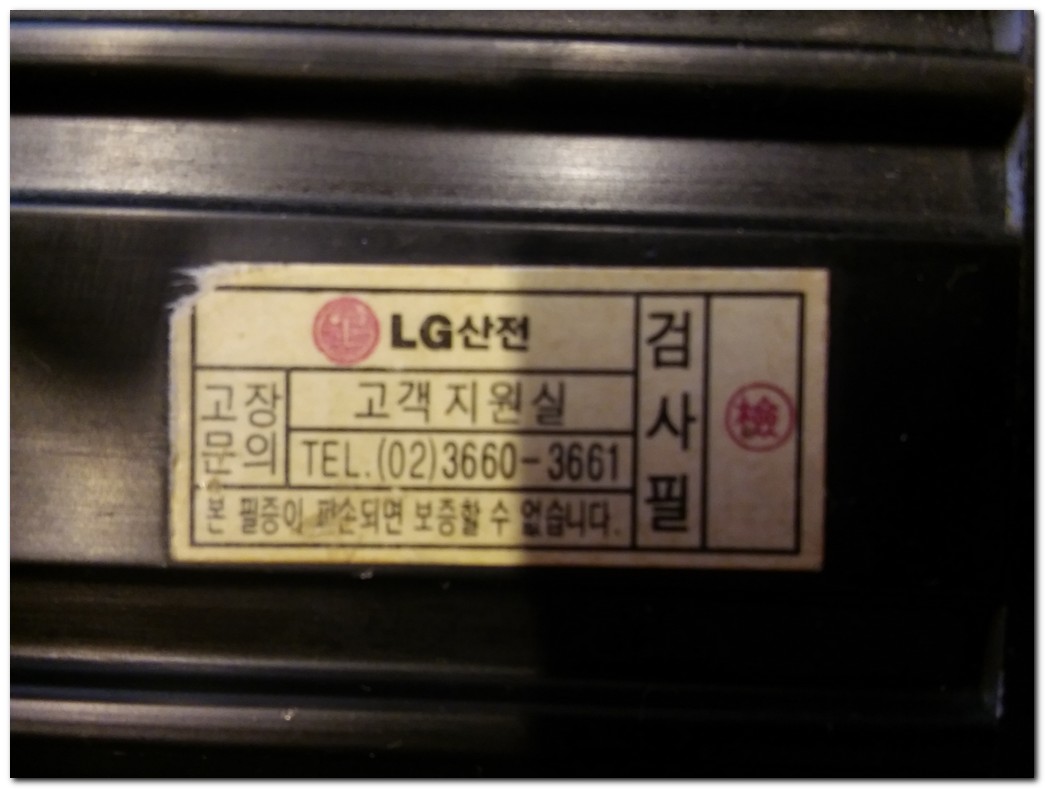 LG산전
고장
문의
고객지원실
TEL.(02)3660-3661
본 필증이 파손되면 보증할 수 없습니다.
검
사
필
檢